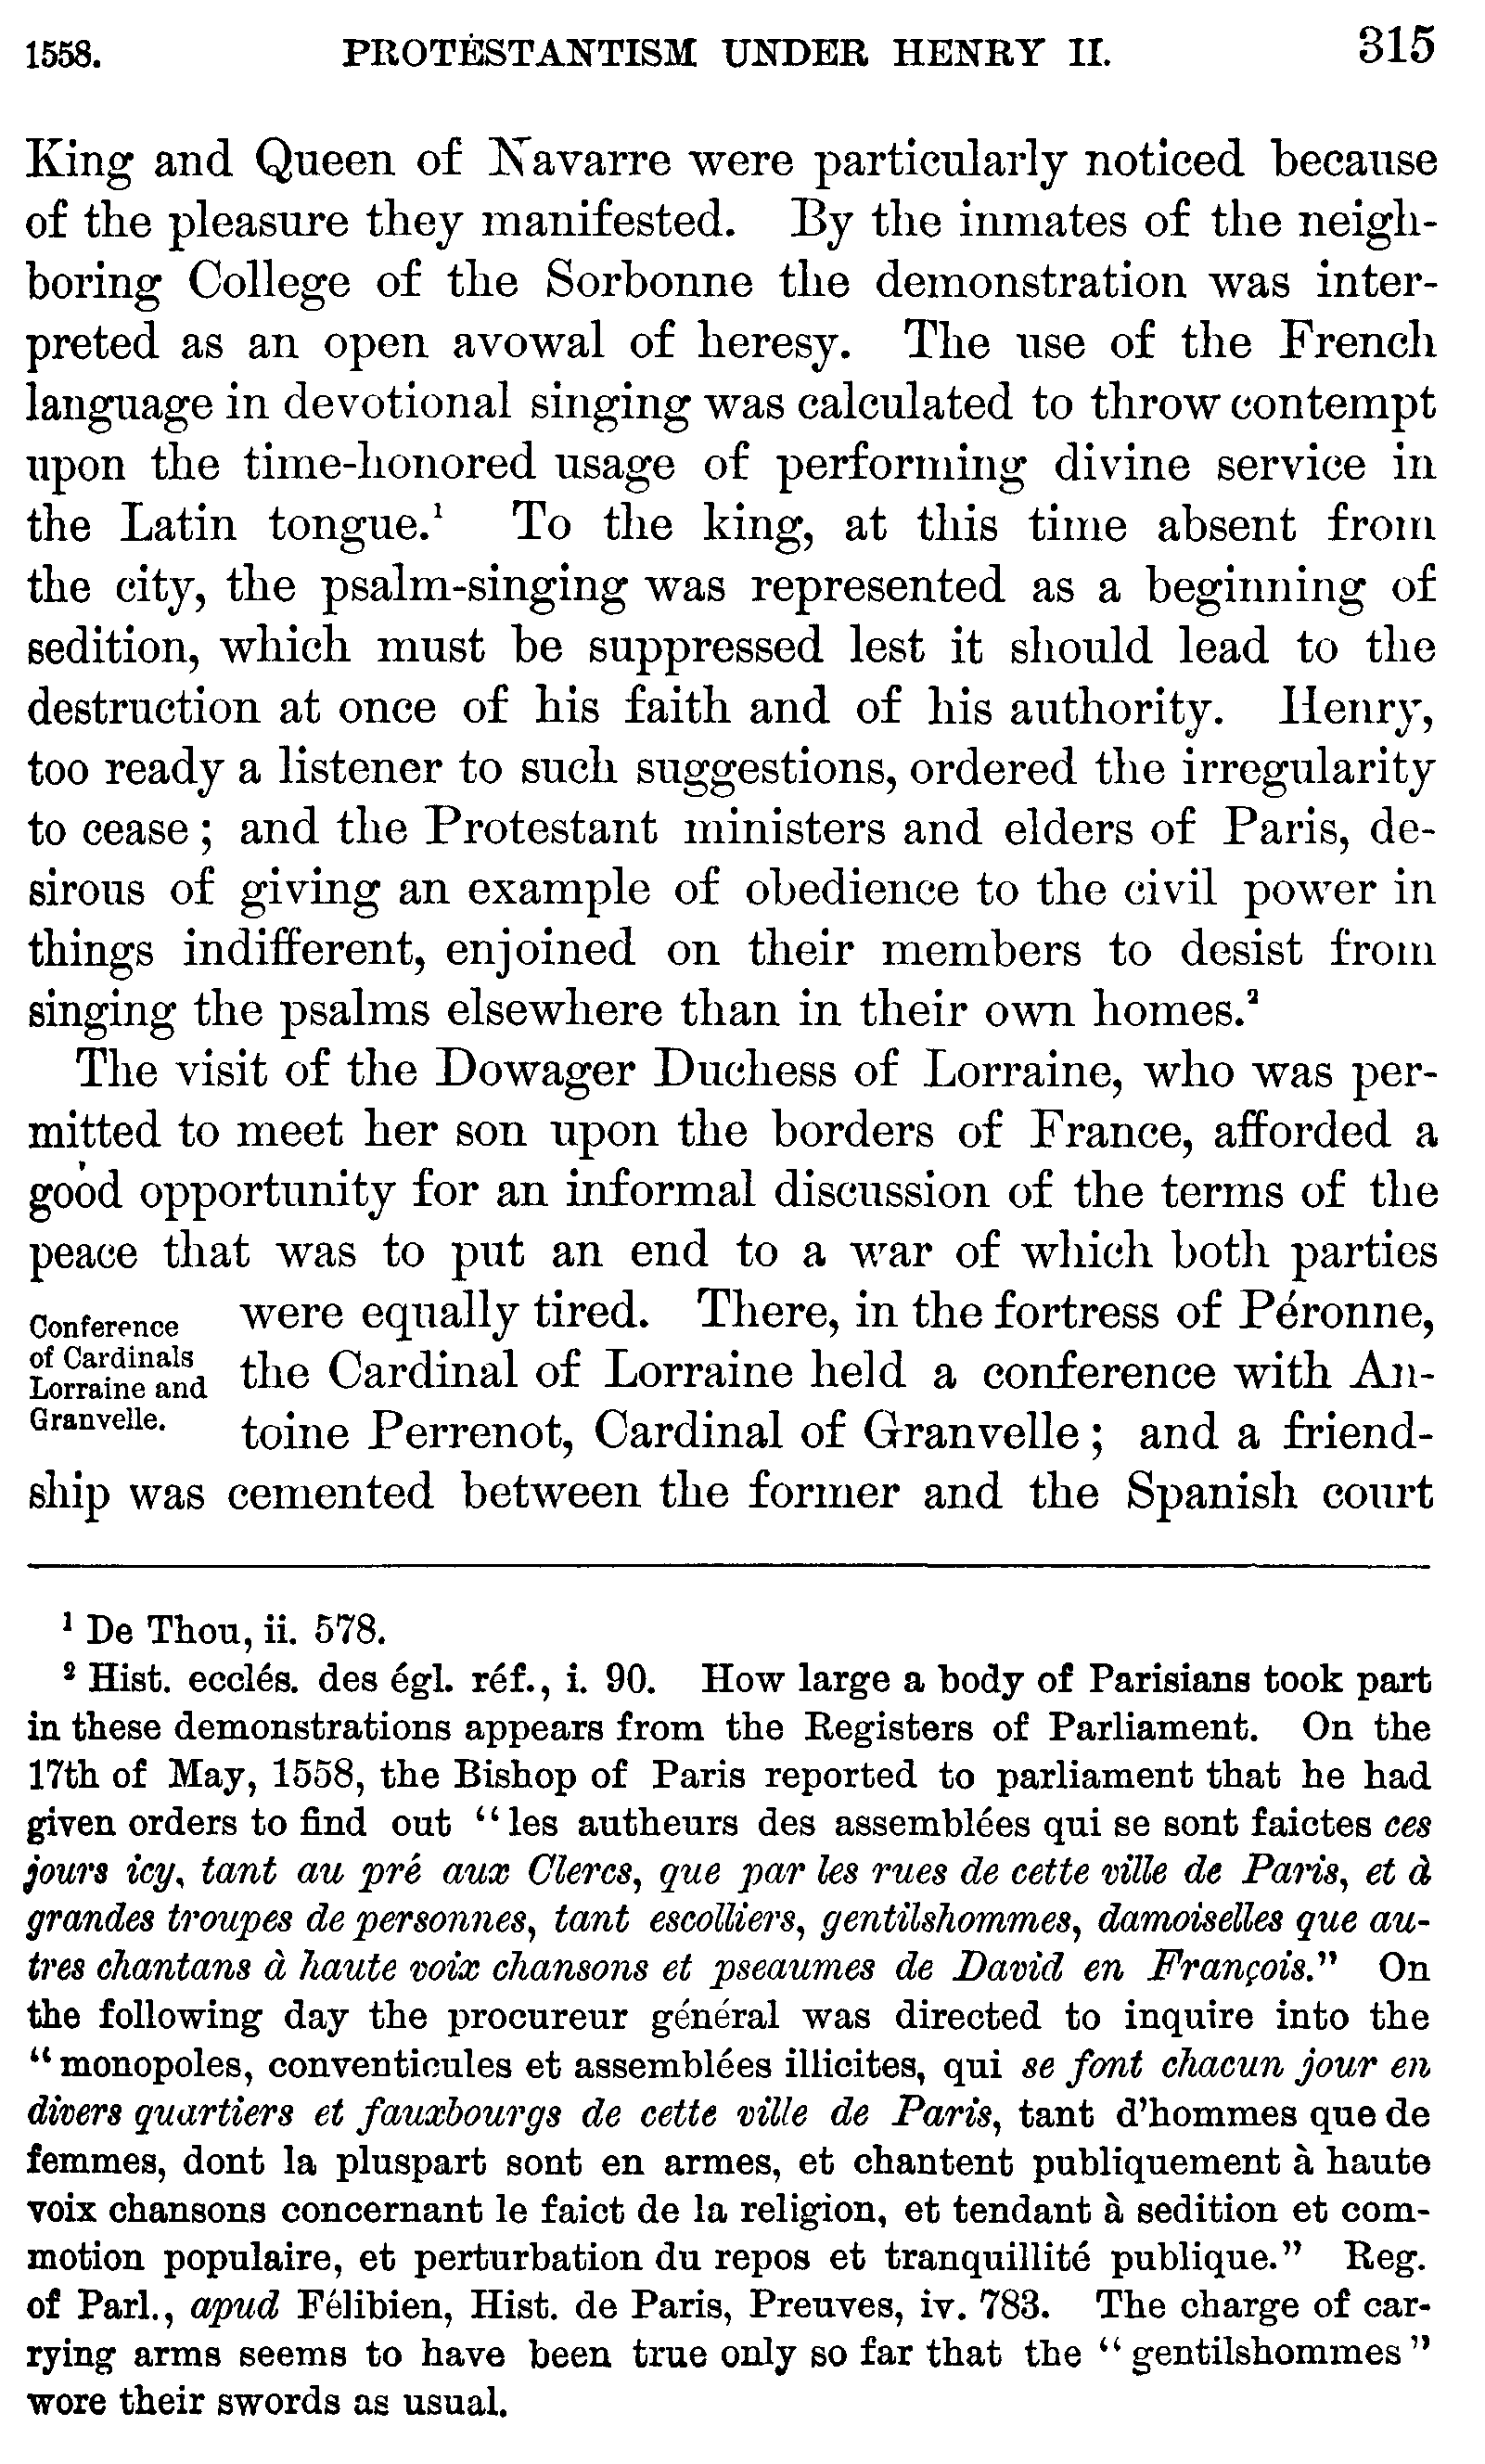 1558. PROTESTANTISM UNDER HENRY II. 315
King and Queen of Navarre were particularly noticed because
of the pleasure they manifested. By the inmates of the neigh-
boring College of the Sorbonne the demonstration was inter-
preted as an open avowal of heresy. The use of the French
language in devotional singing was calculated to throw contempt
upon the time-honored usage of performing divine service in
the Latin tongue.¹ To the king, at this time absent from
the city, the psalm-singing was represented as a beginning of
sedition, which must be suppressed lest it should lead to the
destruction at once of his faith and of his authority. Henry,
too ready a listener to such suggestions, ordered the irregularity
to cease; and the Protestant ministers and elders of Paris, de-
sirous of giving an example of obedience to the civil power in
things indifferent, enjoined on their members to desist from
singing the psalms elsewhere than in their own homes.²
The visit of the Dowager Duchess of Lorraine, who was per-
mitted to meet her son upon the borders of France, afforded a
good opportunity for an informal discussion of the terms of the
peace that was to put an end to a war of which both parties
Conference
of Cardinals
Lorraine and
Granvelle.
were equally tired. There, in the fortress of Péronne,
the Cardinal of Lorraine held a conference with An-
toine Perrenot, Cardinal of Granvelle; and a friend-
ship was cemented between the former and the Spanish court
¹ De Thou, ii. 578.
² Hist. ecclés. des égl. réf., i. 90. How large a body of Parisians took part
in these demonstrations appears from the Registers of Parliament. On the
17th of May, 1558, the Bishop of Paris reported to parliament that he had
given orders to find out "les autheurs des assemblées qui se sont faictes ces
jours icy, tant au pré aux Clercs, que par les rues de cette ville de Paris, et à
grandes troupes de personnes, tant escolliers, gentilshommes, damoiselles que au-
tres chantans à haute voix chansons et pseaumes de David en François." On
the following day the procureur général was directed to inquire into the
"monopoles, conventicules et assemblées illicites, qui se font chacun jour en
divers quartiers et fauxbourgs de cette ville de Paris, tant d'hommes que de
femmes, dont la pluspart sont en armes, et chantent publiquement à haute
voix chansons concernant le faict de la religion, et tendant à sedition et com-
motion populaire, et perturbation du repos et tranquillité publique." Reg.
of Parl., apud Félibien, Hist. de Paris, Preuves, iv. 783. The charge of car-
rying arms seems to have been true only so far that the "gentilshommes"
wore their swords as usual.